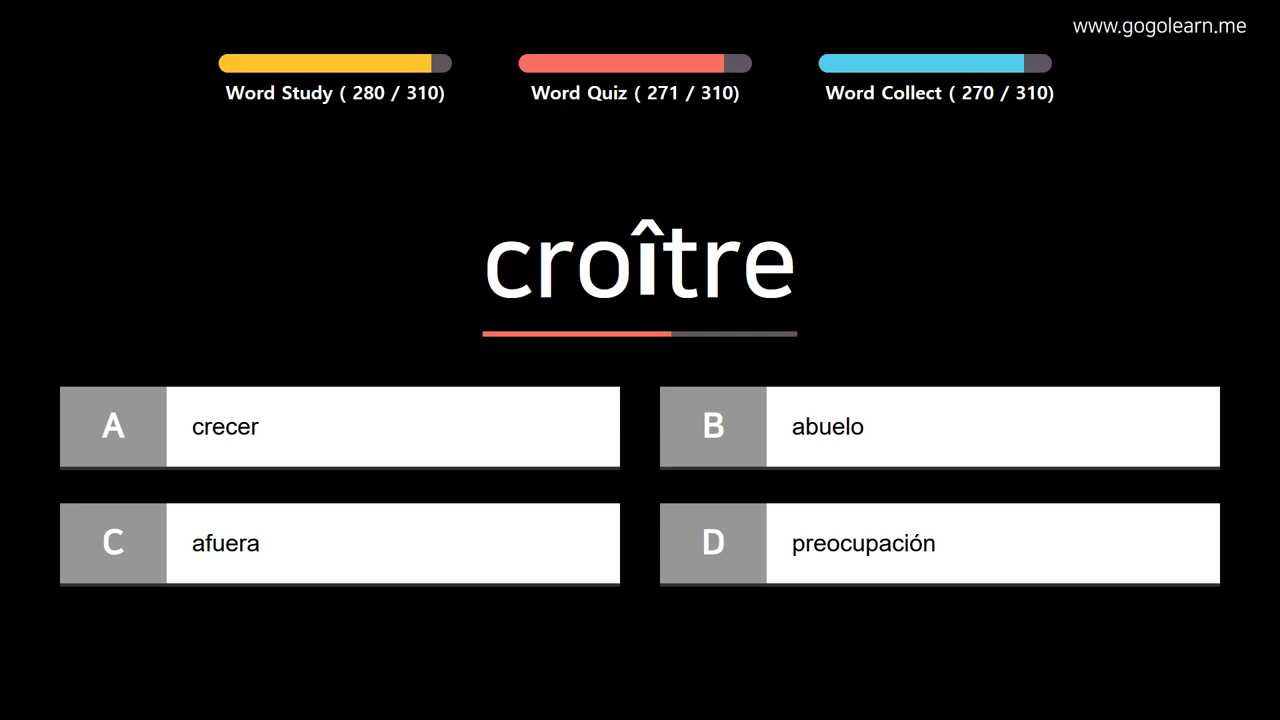 www.gogolearn.me
Word Study ( 280 / 310)
Word Quiz ( 271 / 310)
Word Collect ( 270 / 310)
croître
A crecer
B abuelo
C afuera
D preocupación